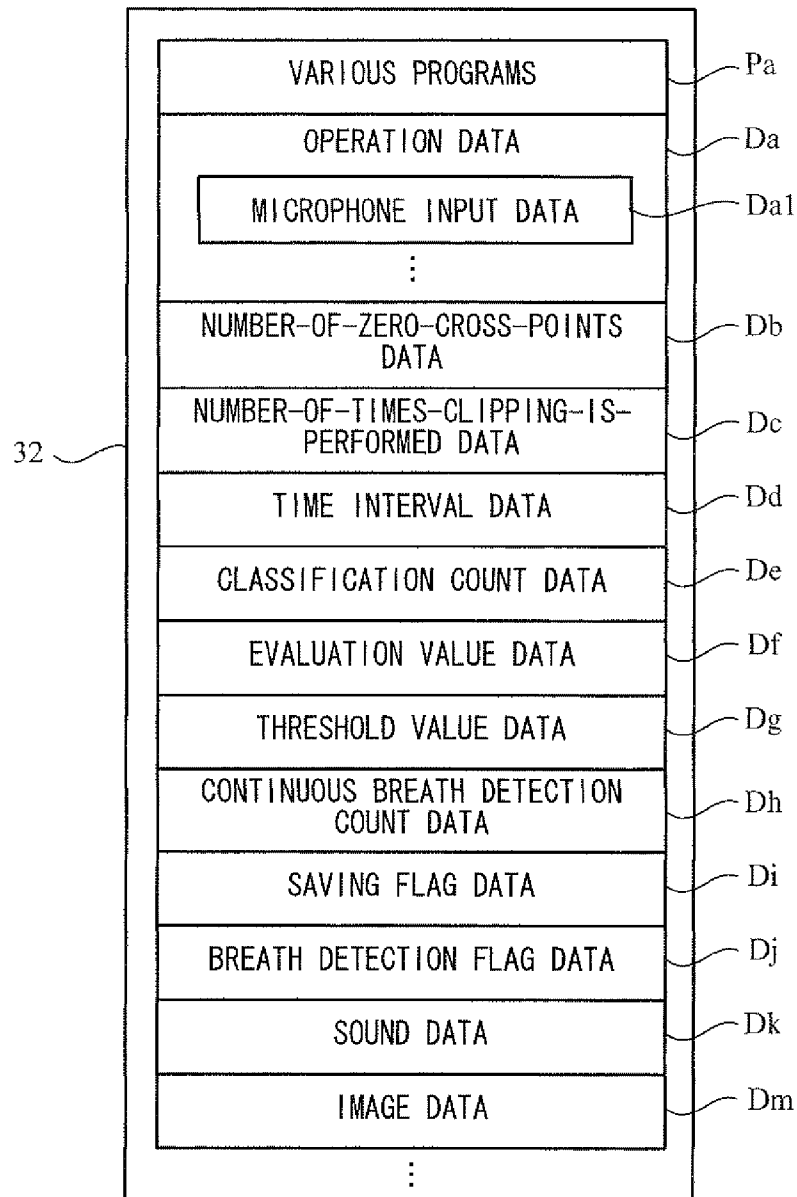 VARIOUS PROGRAMS Pa
OPERATION DATA Da
MICROPHONE INPUT DATA Da1
⋮
NUMBER-OF-ZERO-CROSS-POINTS
DATA Db
NUMBER-OF-TIMES-CLIPPING-IS-
PERFORMED DATA Dc
32
TIME INTERVAL DATA Dd
CLASSIFICATION COUNT DATA De
EVALUATION VALUE DATA Df
THRESHOLD VALUE DATA Dg
CONTINUOUS BREATH DETECTION
COUNT DATA Dh
SAVING FLAG DATA Di
BREATH DETECTION FLAG DATA Dj
SOUND DATA Dk
IMAGE DATA Dm
⋮